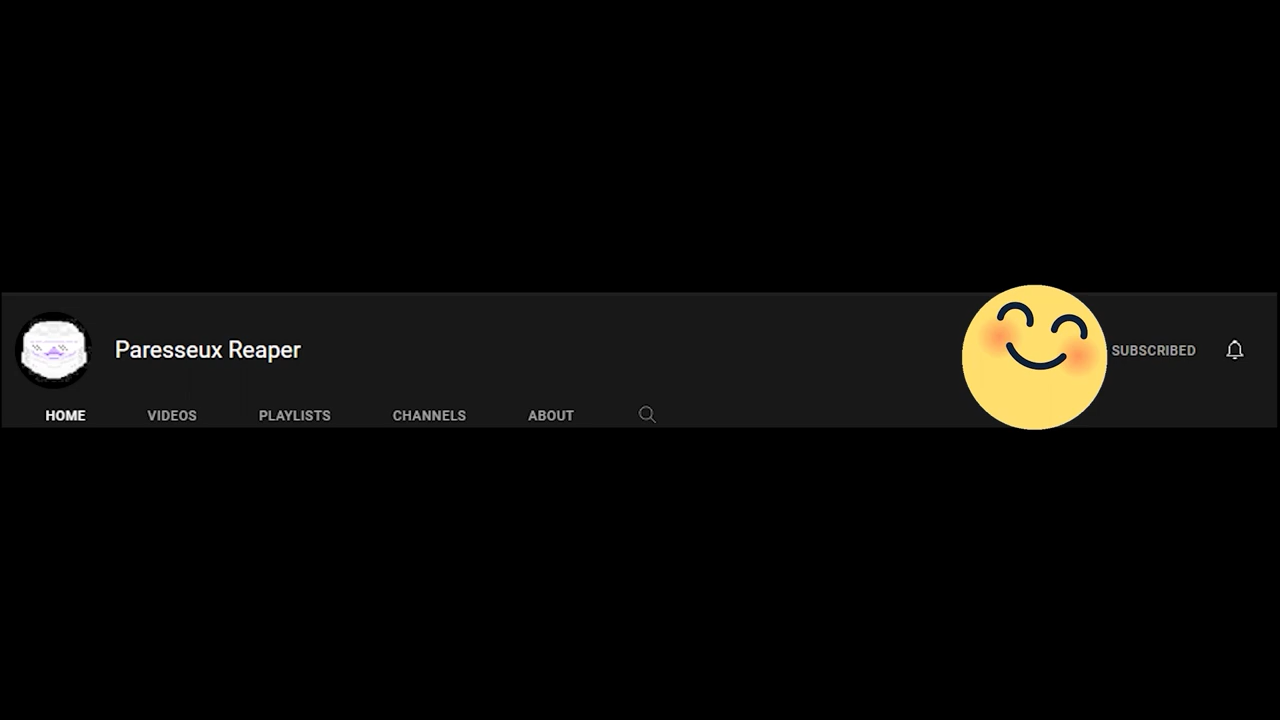 Paresseux Reaper
SUBSCRIBED
HOME VIDEOS PLAYLISTS CHANNELS ABOUT